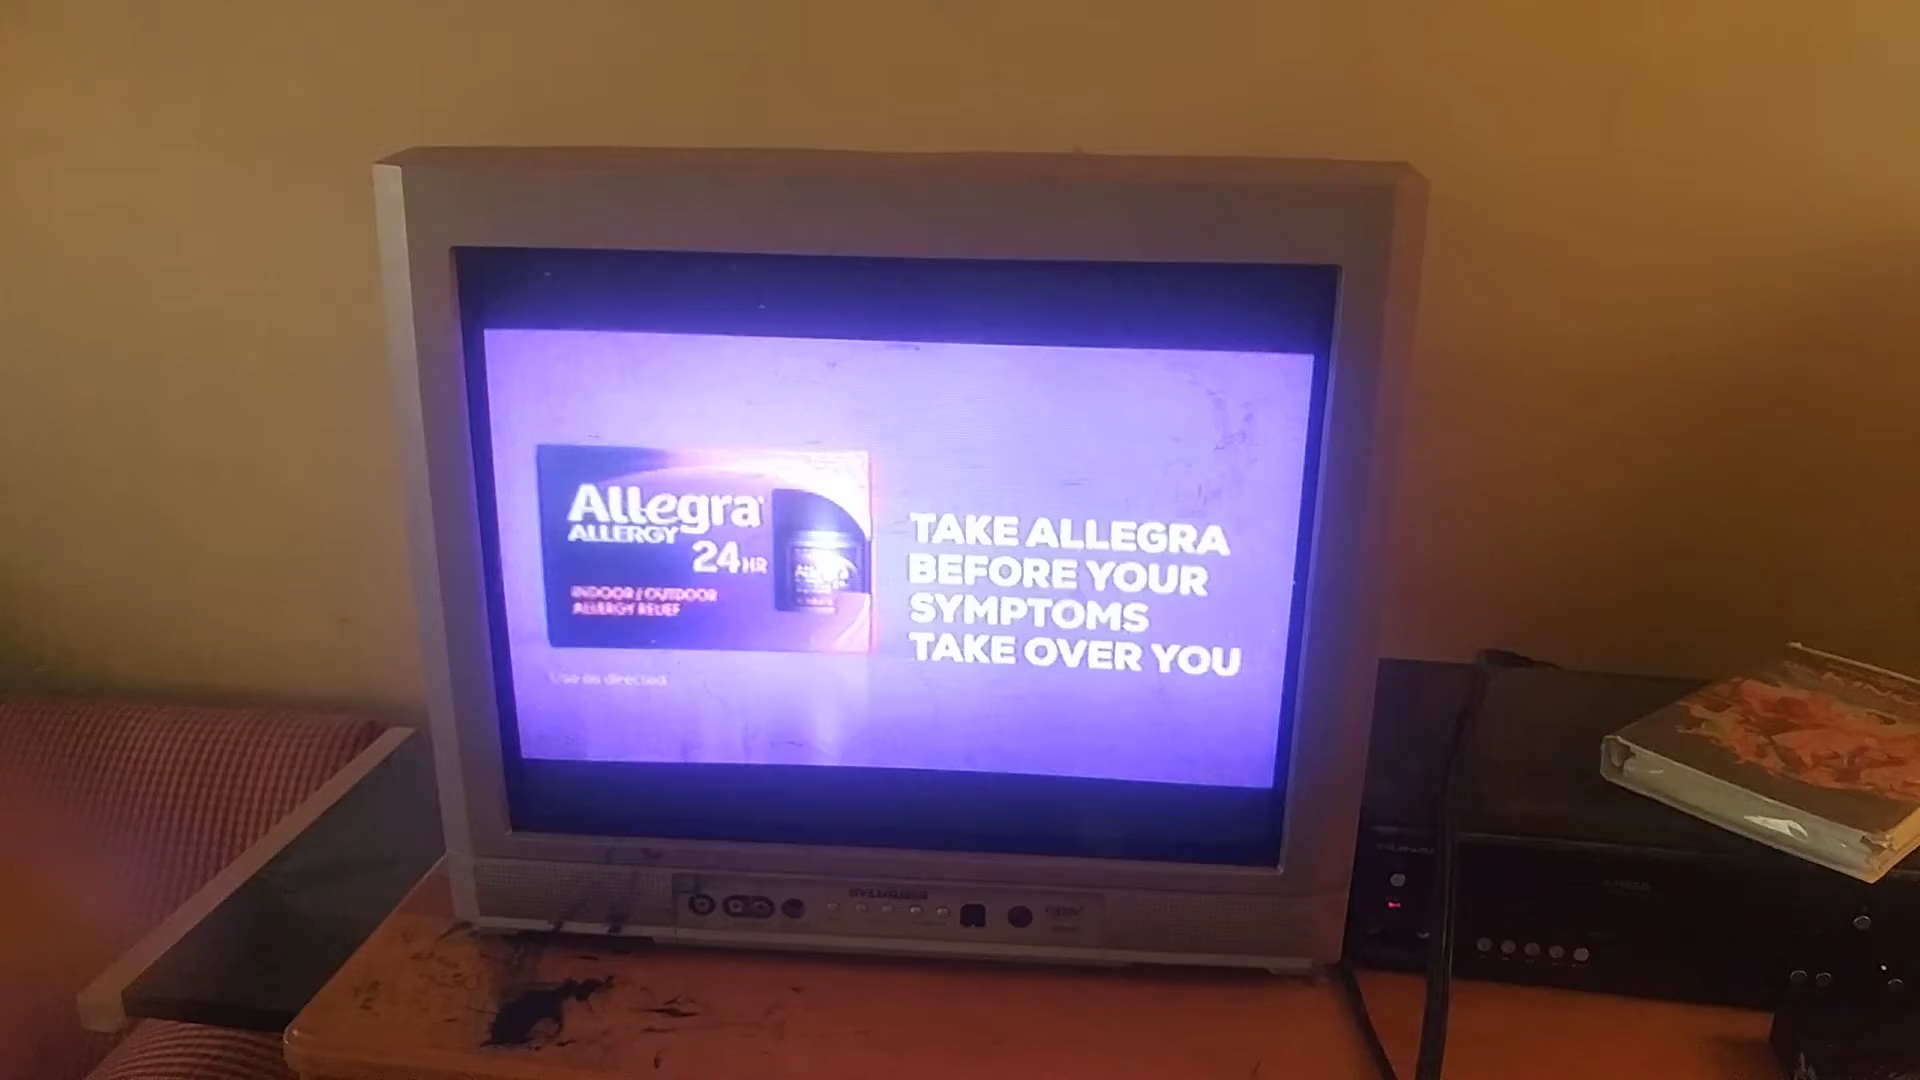 Allegra
ALLERGY
24HR
INDOOR / OUTDOOR
ALLERGY RELIEF
Use as directed
TAKE ALLEGRA
BEFORE YOUR
SYMPTOMS
TAKE OVER YOU
SYLVANIA